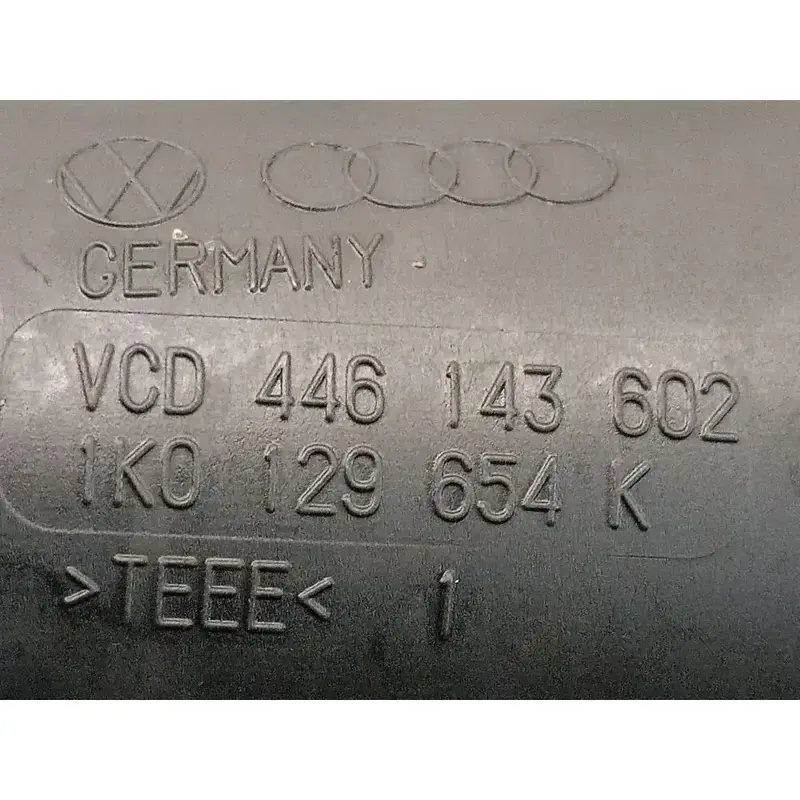 GERMANY
VCD 446 143 602
1K0 129 654 K
>TEEE< 1